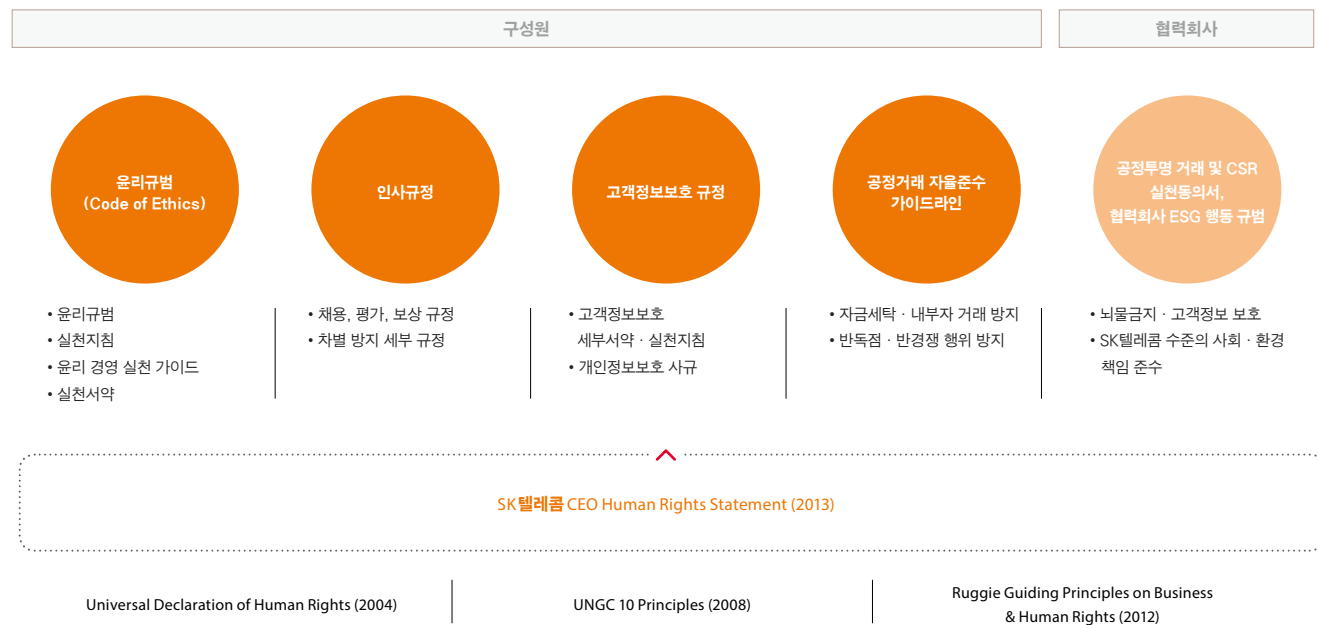 구성원
협력회사
윤리규범
(Code of Ethics)
인사규정
고객정보보호 규정
공정거래 자율준수
가이드라인
공정투명 거래 및 CSR
실천동의서,
협력회사 ESG 행동 규범
• 윤리규범
• 실천지침
• 윤리 경영 실천 가이드
• 실천서약
• 채용, 평가, 보상 규정
• 차별 방지 세부 규정
• 고객정보보호
세부서약 · 실천지침
• 개인정보보호 사규
• 자금세탁 · 내부자 거래 방지
• 반독점 · 반경쟁 행위 방지
• 뇌물금지 · 고객정보 보호
• SK텔레콤 수준의 사회 · 환경
책임 준수
SK텔레콤 CEO Human Rights Statement (2013)
Universal Declaration of Human Rights (2004)
UNGC 10 Principles (2008)
Ruggie Guiding Principles on Business
& Human Rights (2012)